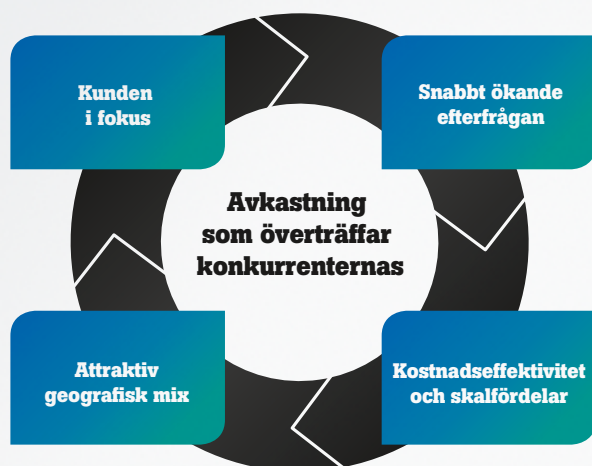 Kunden
i fokus
Snabbt ökande
efterfrågan
Avkastning
som överträffar
konkurrenternas
Attraktiv
geografisk mix
Kostnadseffektivitet
och skalfördelar